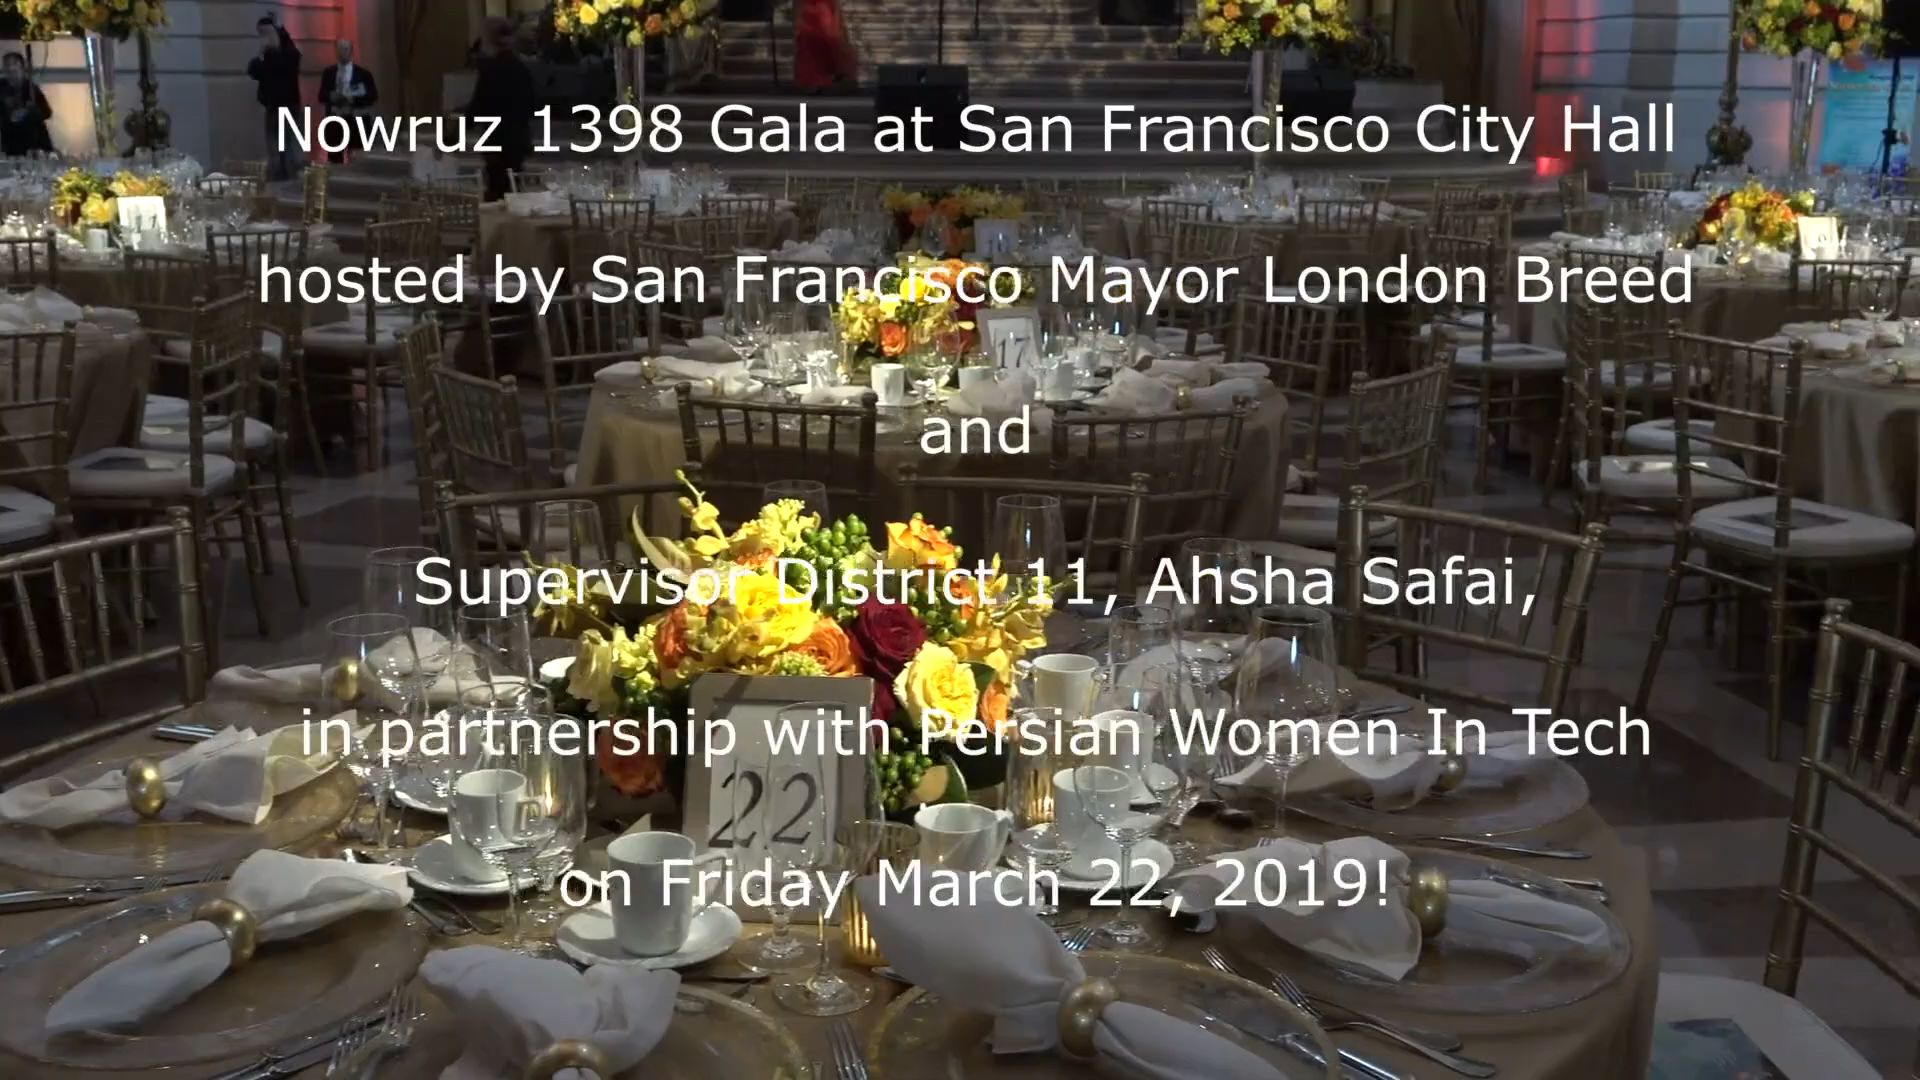 Nowruz 1398 Gala at San Francisco City Hall
hosted by San Francisco Mayor London Breed
17
and
Supervisor District 11, Ahsha Safai,
in partnership with Persian Women In Tech
22
on Friday March 22, 2019!